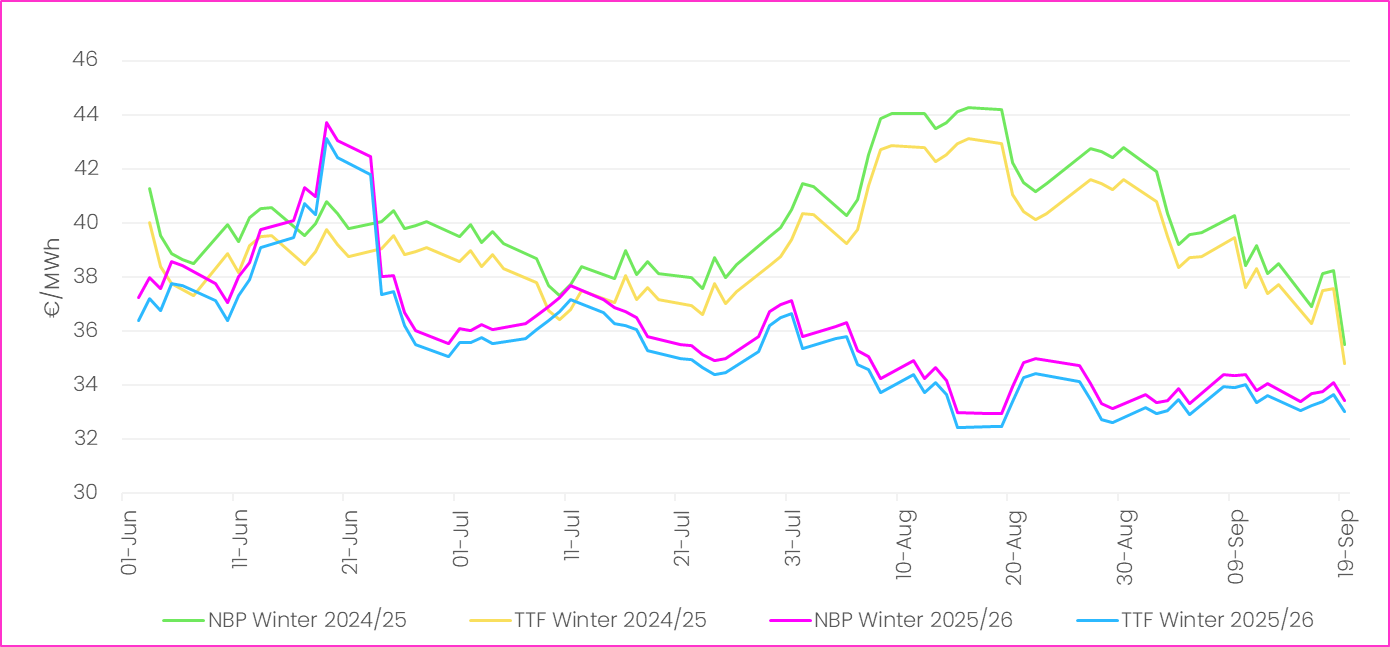 46
44
42
40
38
36
34
32
30
€/MWh
01-Jun
11-Jun
21-Jun
01-Jul
11-Jul
21-Jul
31-Jul
10-Aug
20-Aug
30-Aug
09-Sep
19-Sep
NBP Winter 2024/25 TTF Winter 2024/25 NBP Winter 2025/26 TTF Winter 2025/26